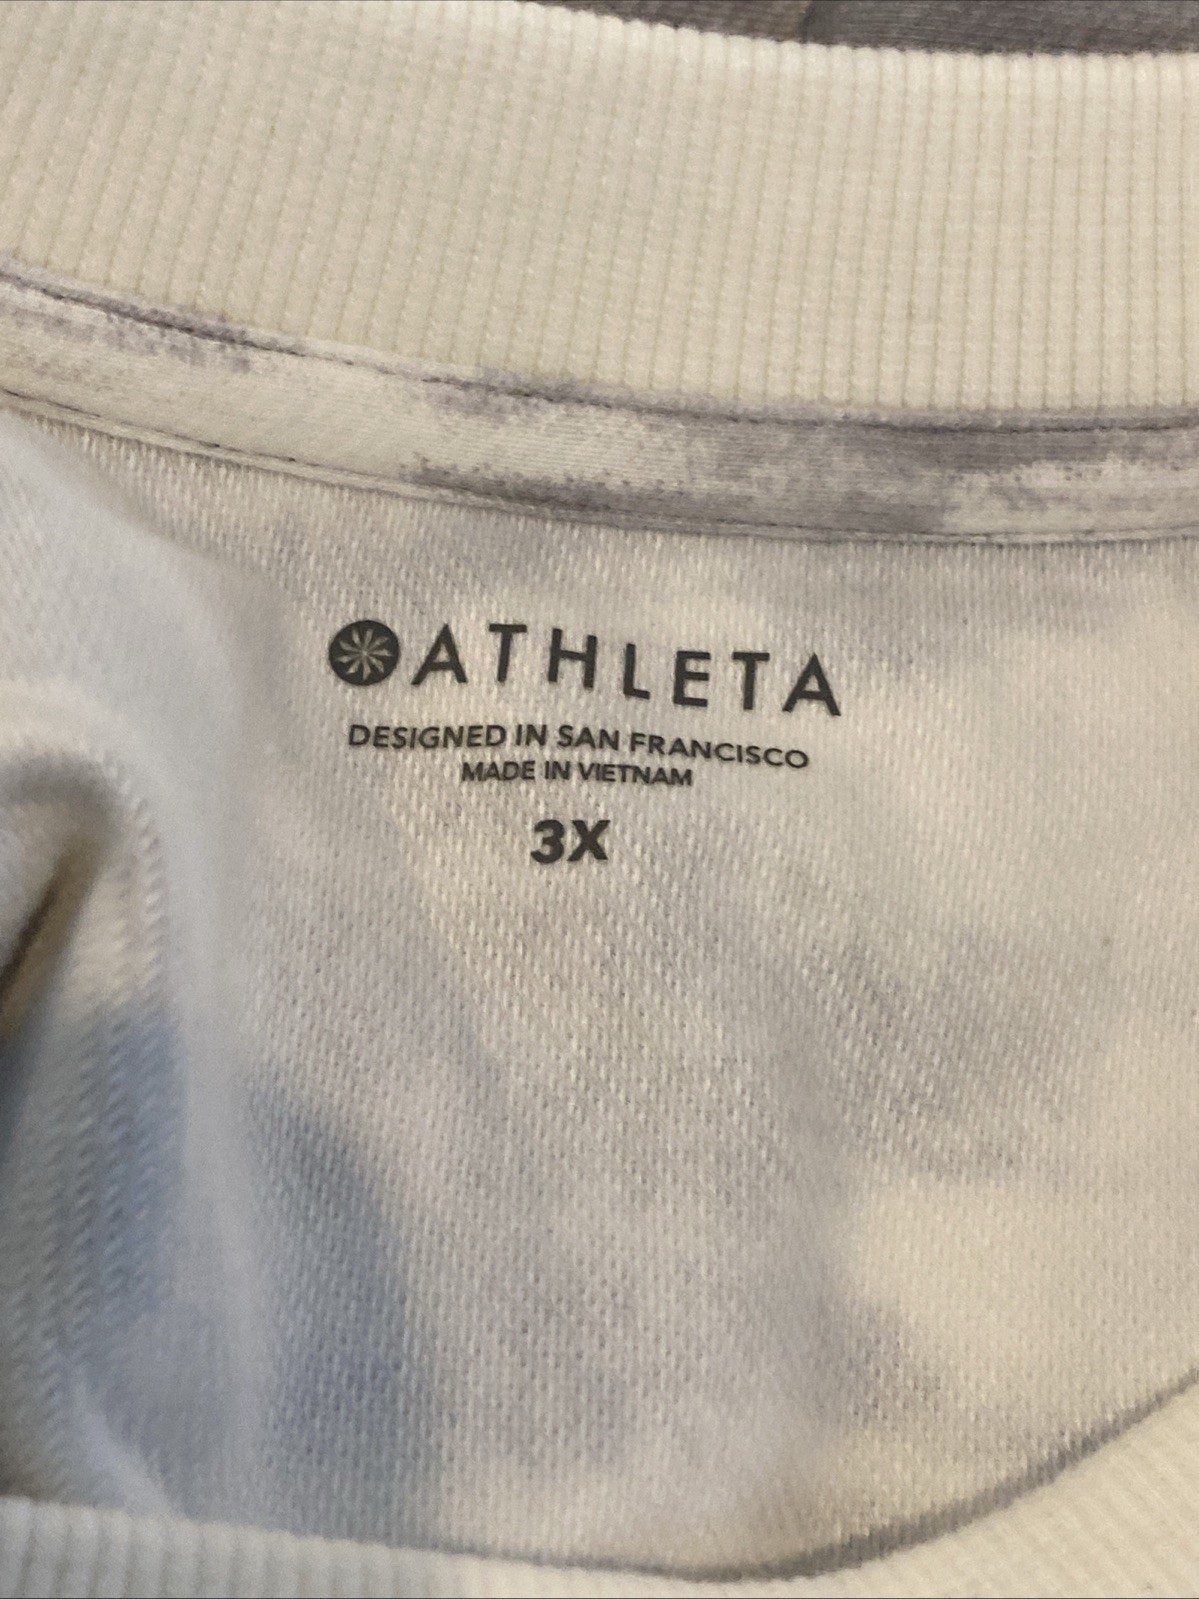 ATHLETA
DESIGNED IN SAN FRANCISCO
MADE IN VIETNAM
3X